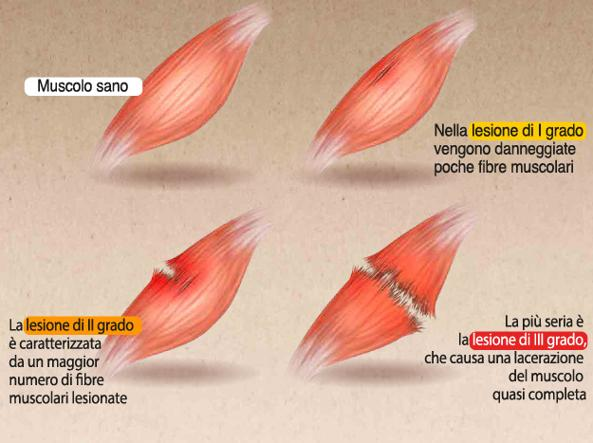 Muscolo sano
Nella lesione di I grado
vengono danneggiate
poche fibre muscolari
La lesione di II grado
è caratterizzata
da un maggior
numero di fibre
muscolari lesionate
La più seria è
la lesione di III grado,
che causa una lacerazione
del muscolo
quasi completa